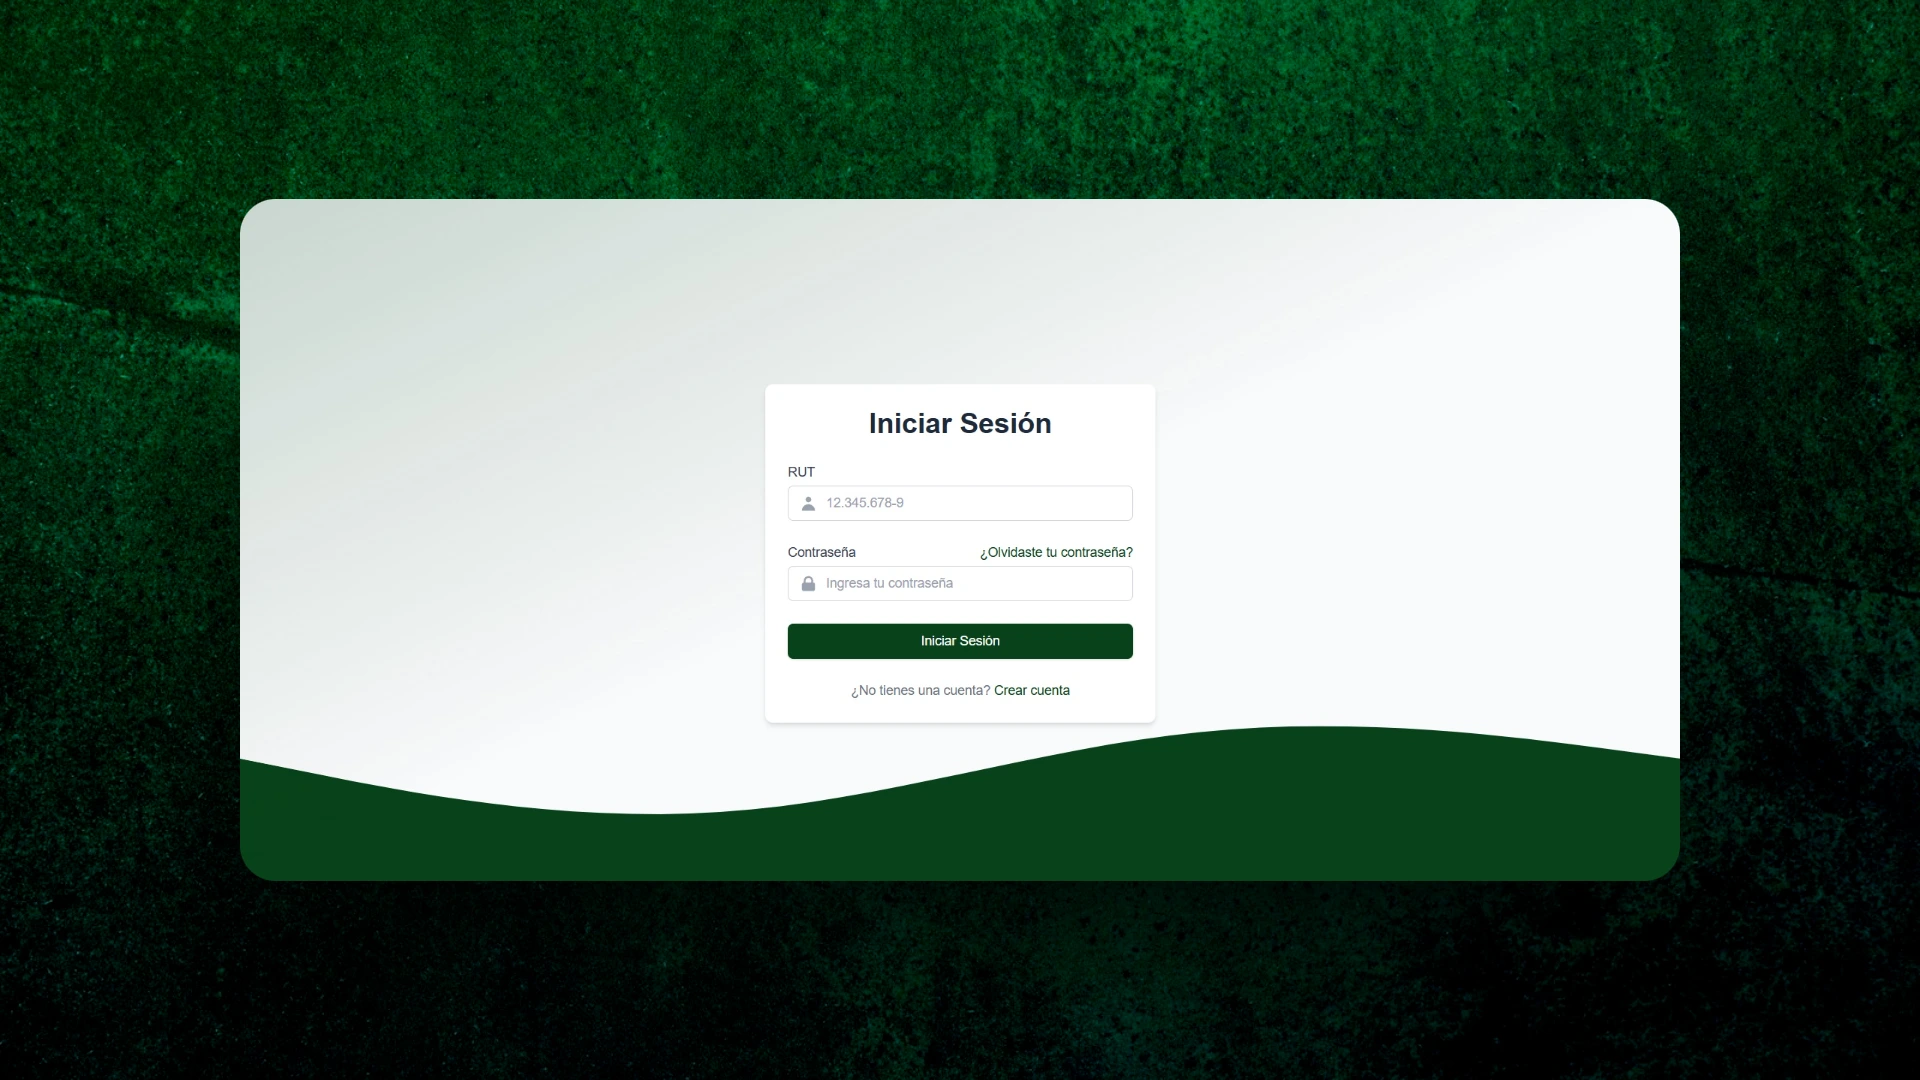 Iniciar Sesión
RUT
12.345.678-9
Contraseña ¿Olvidaste tu contraseña?
Ingresa tu contraseña
Iniciar Sesión
¿No tienes una cuenta? Crear cuenta